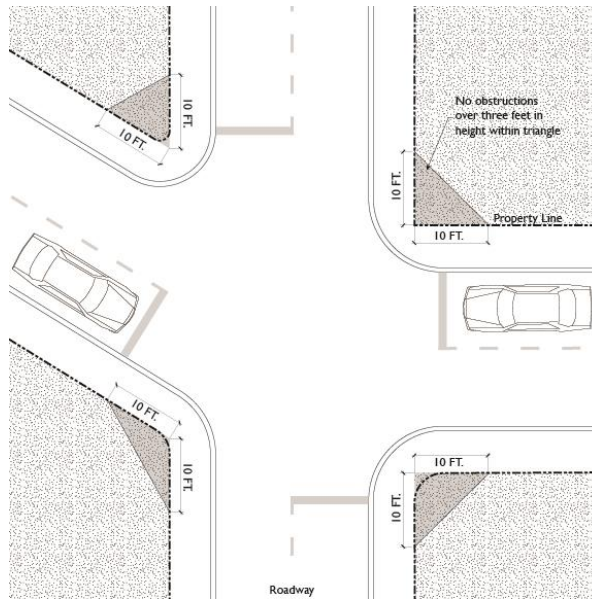 10 FT.
10 FT.
No obstructions
over three feet in
height within triangle
10 FT.
Property Line
10 FT.
10 FT.
10 FT.
10 FT.
10 FT.
Roadway